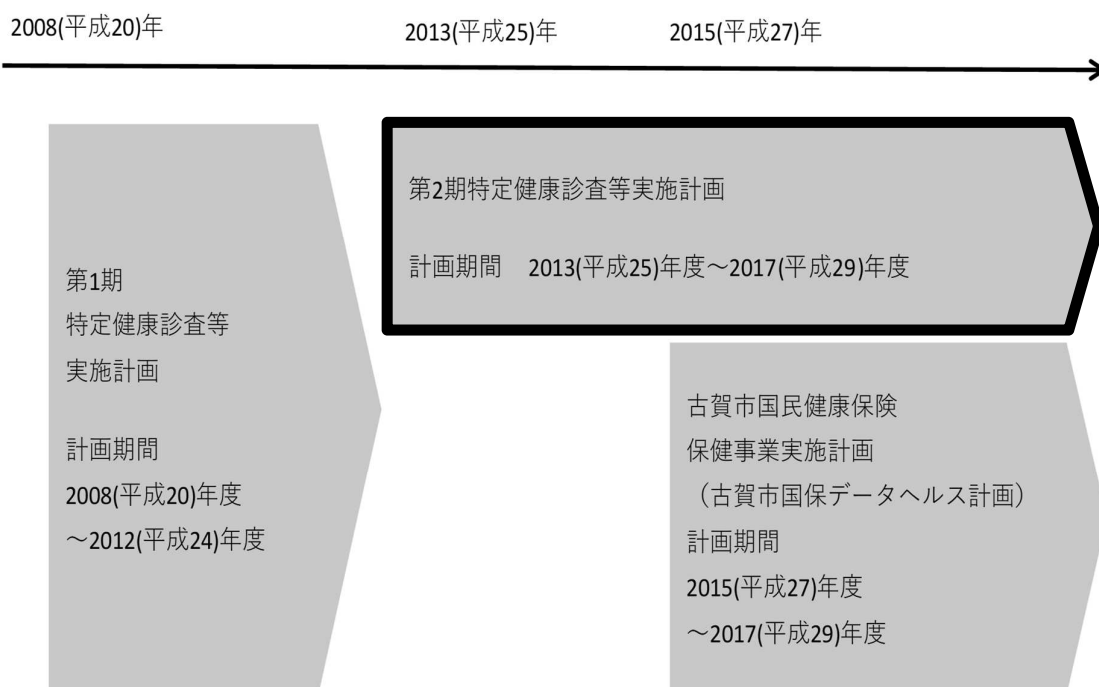 2008(平成20)年
2013(平成25)年
2015(平成27)年
第1期
特定健康診査等
実施計画
計画期間
2008(平成20)年度
～2012(平成24)年度
第2期特定健康診査等実施計画
計画期間　2013(平成25)年度～2017(平成29)年度
古賀市国民健康保険
保健事業実施計画
（古賀市国保データヘルス計画）
計画期間
2015(平成27)年度
～2017(平成29)年度